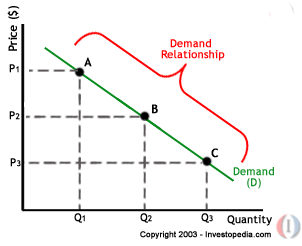 Price ($)
Demand
Relationship
P1
A
P2
B
P3
C
Demand
(D)
Q1
Q2
Q3
Quantity
Copyright 2003 - Investopedia.com